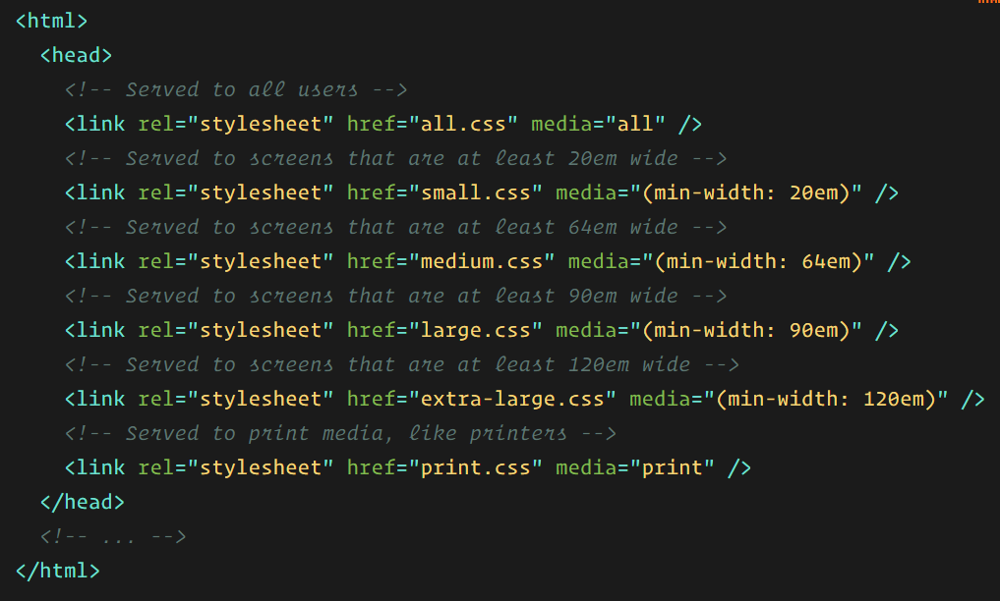 <html>
<head>
<!-- Served to all users -->
<link rel="stylesheet" href="all.css" media="all" />
<!-- Served to screens that are at least 20em wide -->
<link rel="stylesheet" href="small.css" media="(min-width: 20em)" />
<!-- Served to screens that are at least 64em wide -->
<link rel="stylesheet" href="medium.css" media="(min-width: 64em)" />
<!-- Served to screens that are at least 90em wide -->
<link rel="stylesheet" href="large.css" media="(min-width: 90em)" />
<!-- Served to screens that are at least 120em wide -->
<link rel="stylesheet" href="extra-large.css" media="(min-width: 120em)" />
<!-- Served to print media, like printers -->
<link rel="stylesheet" href="print.css" media="print" />
</head>
<!-- ... -->
</html>